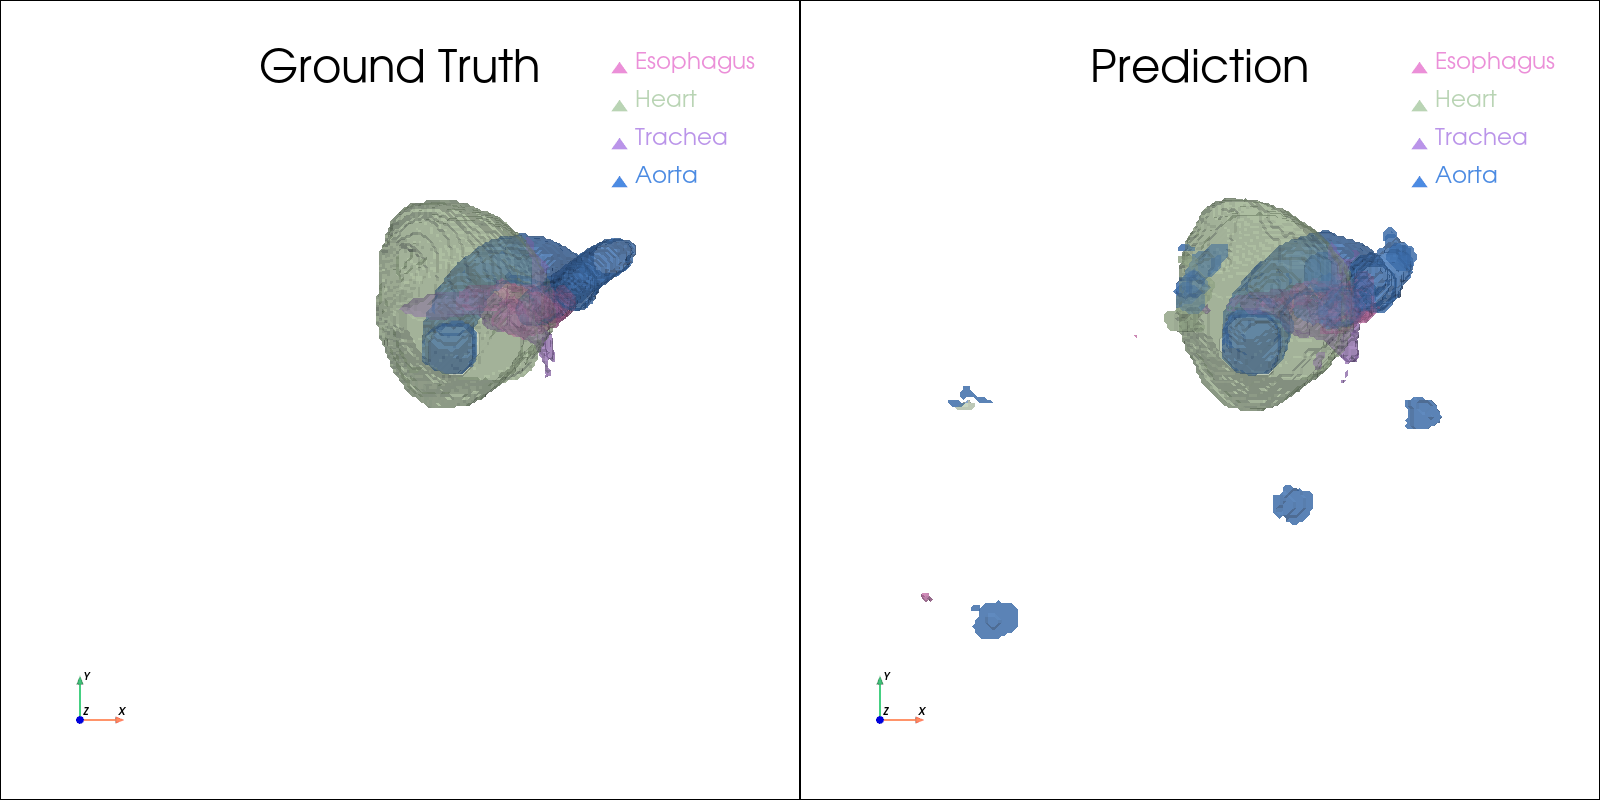 Ground Truth
Esophagus
Heart
Trachea
Aorta
Y
Z
X
Prediction
Esophagus
Heart
Trachea
Aorta
Y
Z
X